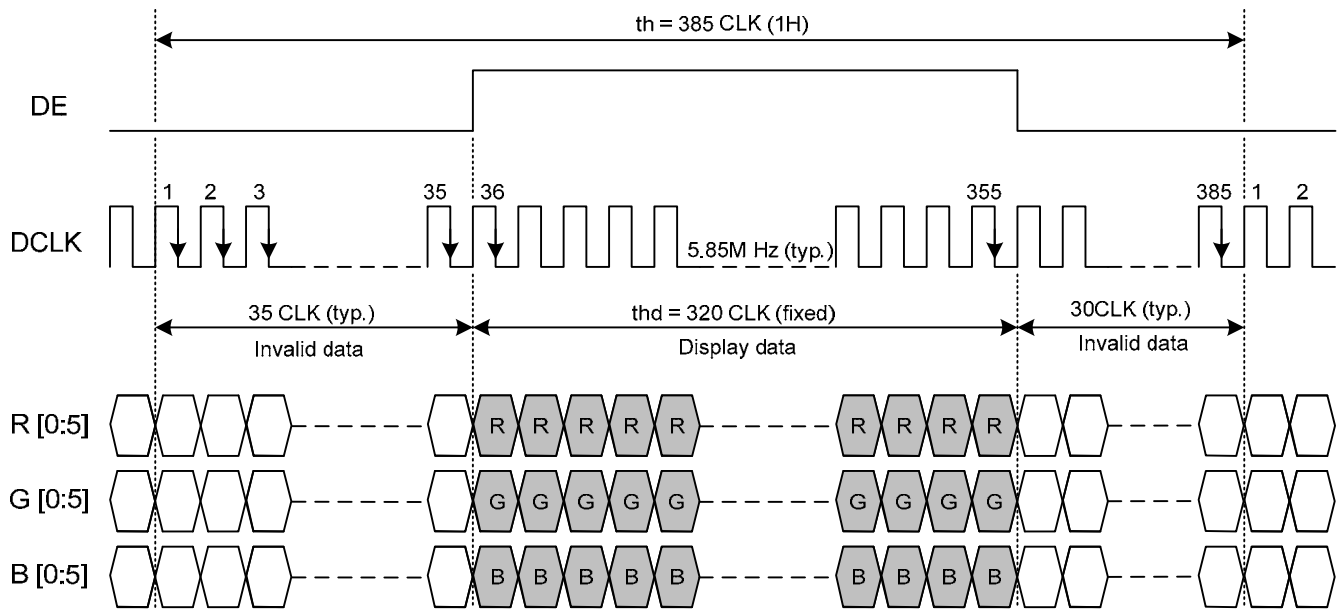 th = 385 CLK (1H)
DE
1 2 3 35 36 355 385 1 2
DCLK
5.85M Hz (typ.)
35 CLK (typ.) thd = 320 CLK (fixed) 30CLK (typ.)
Invalid data Display data Invalid data
R [0:5] R R R R R R R R R
G [0:5] G G G G G G G G G
B [0:5] B B B B B B B B B